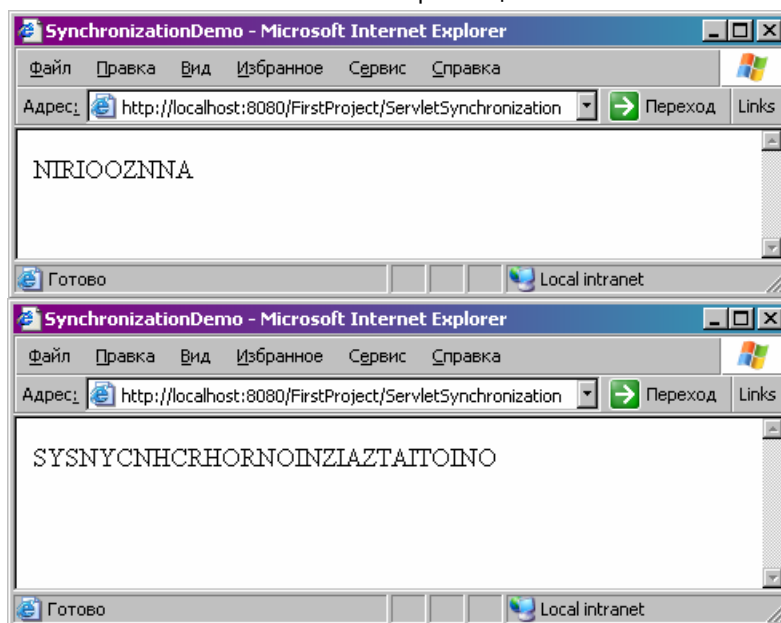 SynchronizationDemo - Microsoft Internet Explorer
Файл Правка Вид Избранное Сервис Справка
Адрес: http://localhost:8080/FirstProject/ServletSynchronization Переход Links
NIRIOOZNNA
Готово Local intranet
SynchronizationDemo - Microsoft Internet Explorer
Файл Правка Вид Избранное Сервис Справка
Адрес: http://localhost:8080/FirstProject/ServletSynchronization Переход Links
SYSNYCNHCRHORNOINZIAZTAITOINO
Готово Local intranet